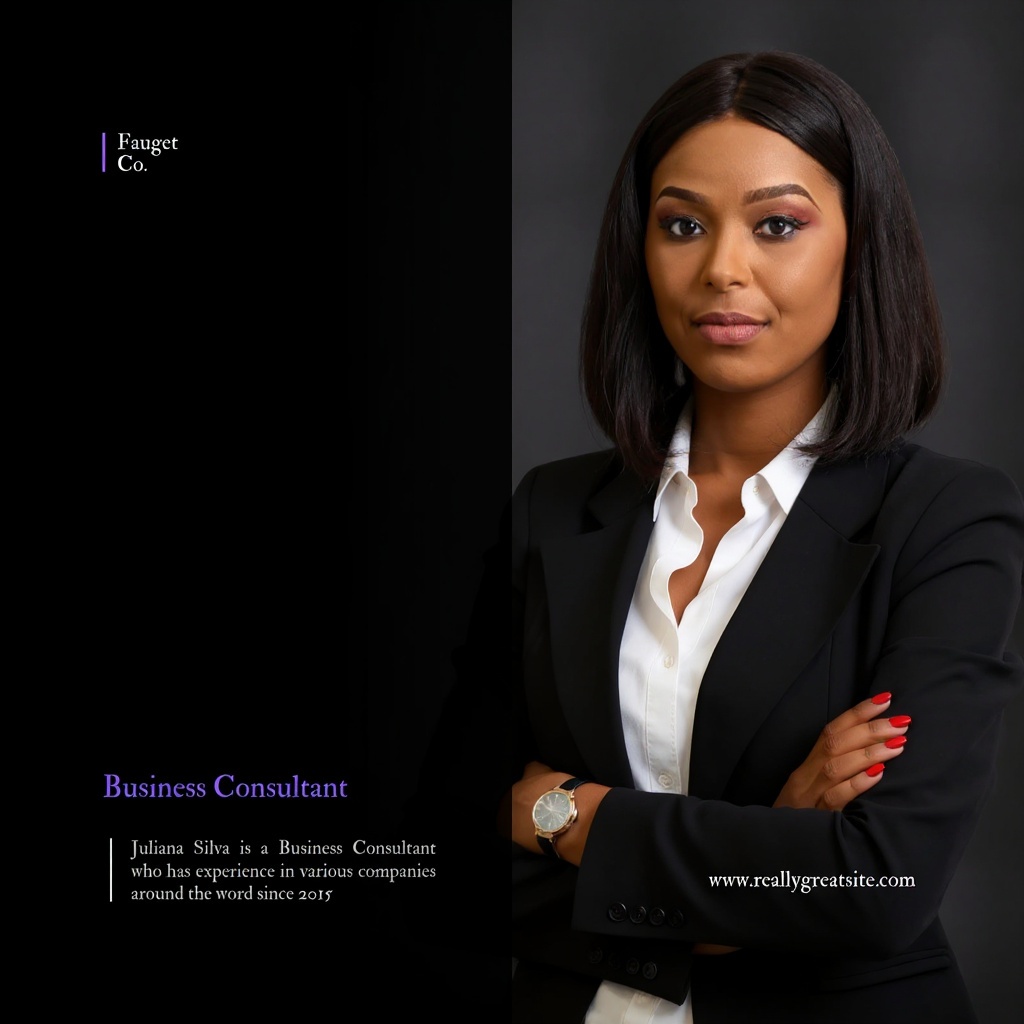 Fauget
Co.
Business Consultant
Juliana Silva is a Business Consultant
who has experience in various companies
around the word since 2015
www.reallygreatsite.com